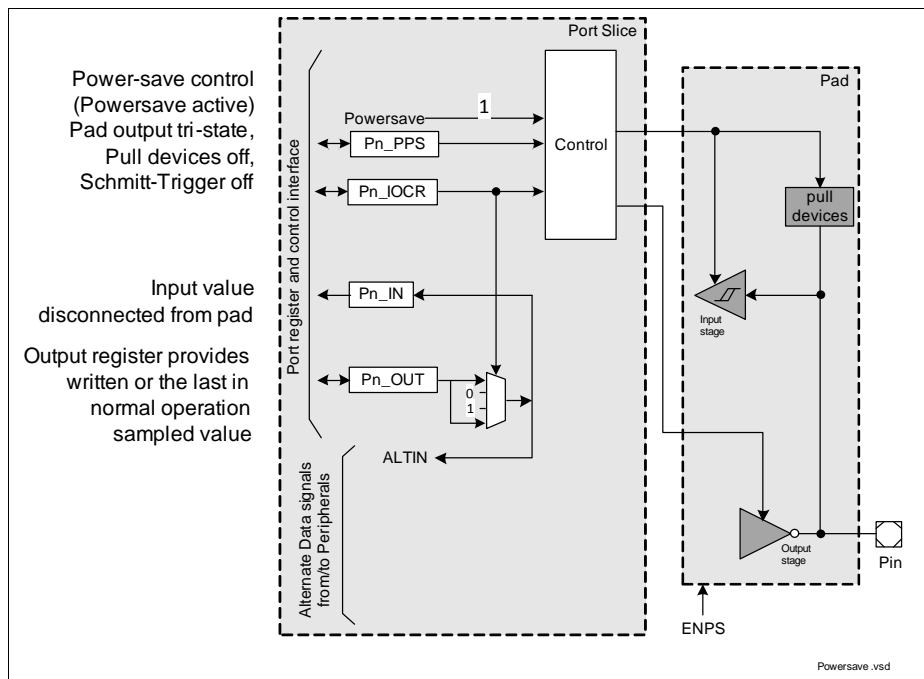 Port Slice
Power-save control
(Powersave active)
Pad output tri-state,
Pull devices off,
Schmitt-Trigger off
Input value
disconnected from pad
Output register provides
written or the last in
normal operation
sampled value
Port register and control interface
Powersave
1
Pn_PPS
Pn_IOCR
Pn_IN
Pn_OUT
0
1
Control
ALTIN
Alternate Data signals
from/to Peripherals
Pad
pull
devices
Input
stage
Output
stage
Pin
ENPS
Powersave .vsd